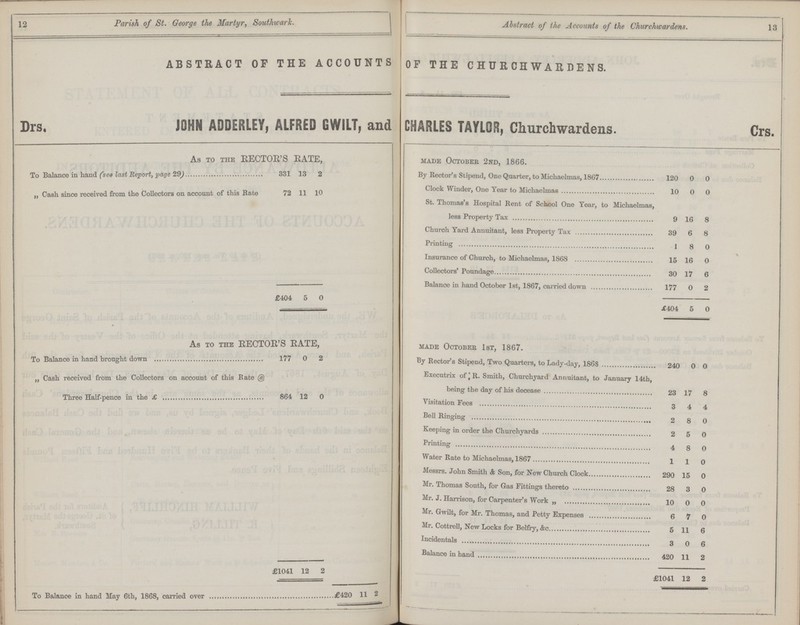 12 Parish of St. George the Martyr, Southwark.
ABSTRACT OF THE ACCOUNTS
Drs. JOHN ADDERLEY, ALFRED GWILT, and
As to the RECTOR'S RATE,
To Balance in hand (see last Report, page 29) 331 13 2
„ Cash since received from the Collectors on account of this Rate 72 11 10
£404 5 0
As to the RECTOR'S RATE,
To Balance in hand brought down 177 0 2
„ Cash received from the Collectors on account of this Rate @
Three Half-pence in the £ 864 12 0
£1041 12 2
To Balance in hand May 6th, 1868, carried over £420 11 2
Abstract of the Accounts of the Churchwardens. 13
OF THE CHURCHWARDENS.
CHARLES TAYLOR, Churchwardens. Crs.
made October 2nd, 1866.
By Rector's Stipend, One Quarter, to Michaelmas, 1867 120 0 0
Clock Winder, One Year to Michaelmas 10 0 0
St. Thomas's Hospital Rent of School One Year, to Michaelmas,
less Property Tax 9 16 8
Church Yard Annuitant, less Property Tax 39 6 8
Printing 1 8 0
Insurance of Church, to Michaelmas, 1868 15 16 0
Collectors' Poundage 30 17 6
Balance in hand October 1st, 1867, carried down 177 0 2
£404 5 0
made October 1st, 1867.
By Rector's Stipend, Two Quarters, to Lady-day, 1868 240 0 0
Executrix of R. Smith, Churchyard Annuitant, to January 14th,
being the day of his decease 23 17 8
Visitation Fees 3 4 4
Bell Ringing 2 8 0
Keeping in order the Churchyards 2 5 0
Printing 4 8 0
Water Rate to Michaelmas, 1867 1 1 0
Messrs. John Smith & Son, for New Church Clock 290 15 0
Mr. Thomas South, for Gas Fittings thereto 28 3 0
Mr. J. Harrison, for Carpenter's Work „ 10 0 0
Mr. Gwilt, for Mr. Thomas, and Petty Expenses 6 7 0
Mr. Cottrell, New Locks for Belfry, &c. 5 11 6
Incidentals 3 0 6
Balance in hand 420 11 2
£1041 12 2